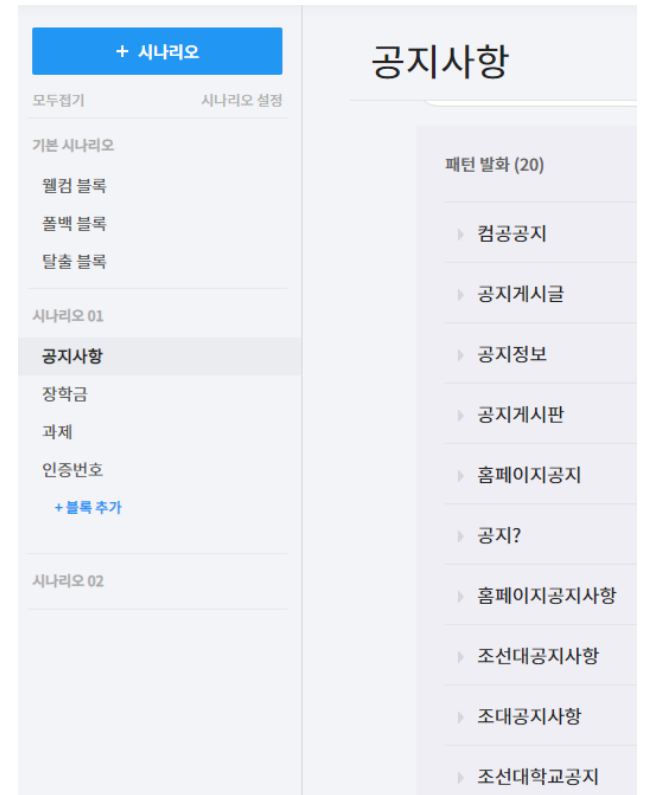 + 시나리오
모두접기
시나리오 설정
기본 시나리오
웰컴 블록
폴백 블록
탈출 블록
시나리오 01
공지사항
장학금
과제
인증번호
+ 블록 추가
시나리오 02
공지사항
패턴 발화 (20)
컴공공지
공지게시글
공지정보
공지게시판
홈페이지공지
공지?
홈페이지공지사항
조선대공지사항
조대공지사항
조선대학교공지